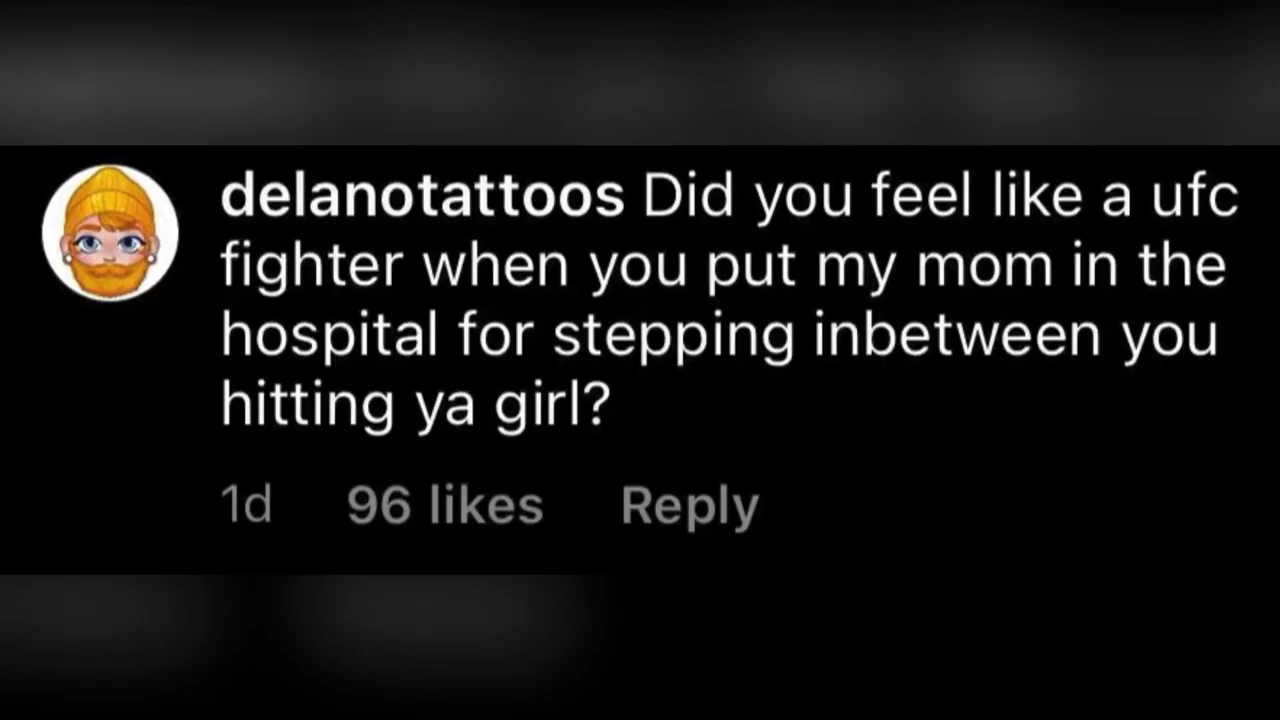 delanotattoos Did you feel like a ufc
fighter when you put my mom in the
hospital for stepping inbetween you
hitting ya girl?
1d 96 likes Reply